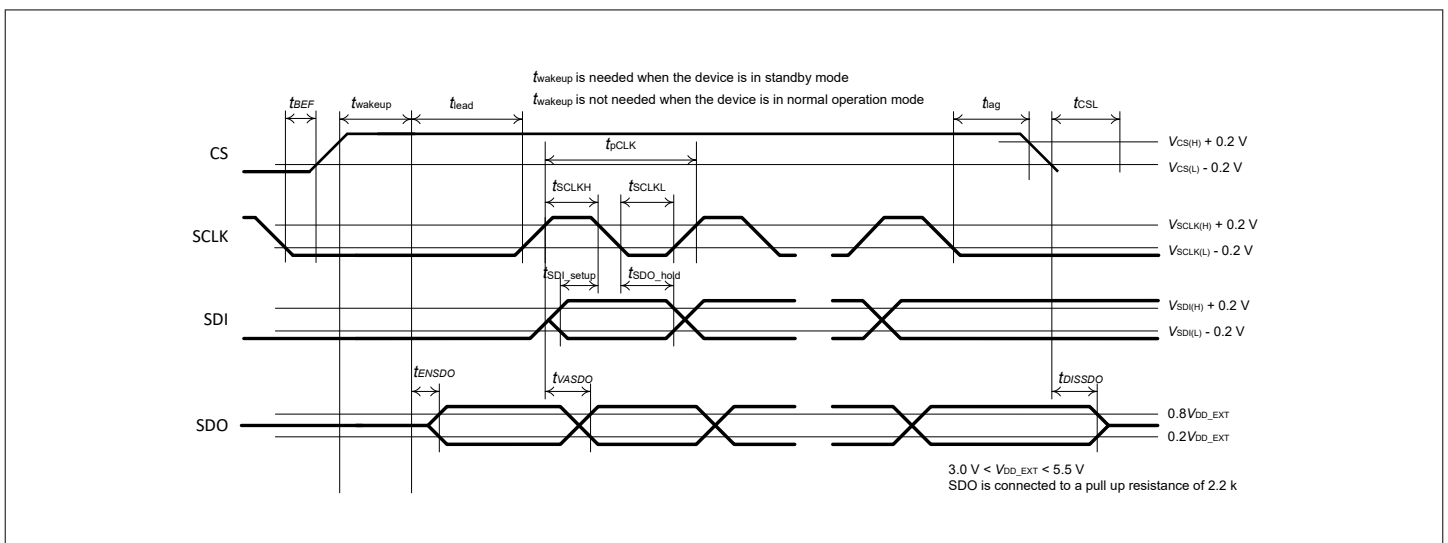 twakeup is needed when the device is in standby mode
twakeup is not needed when the device is in normal operation mode
tBEF
twakeup
tlead
tlag
tCSL
CS
VCS(H) + 0.2 V
VCS(L) - 0.2 V
tpCLK
tSCLKH
tSCLKL
SCLK
VSCLK(H) + 0.2 V
VSCLK(L) - 0.2 V
tSDI_setup
tSDO_hold
SDI
VSDI(H) + 0.2 V
VSDI(L) - 0.2 V
tENSDO
tVASDO
tDISSDO
SDO
0.8VDD_EXT
0.2VDD_EXT
3.0 V < VDD_EXT < 5.5 V
SDO is connected to a pull up resistance of 2.2 k